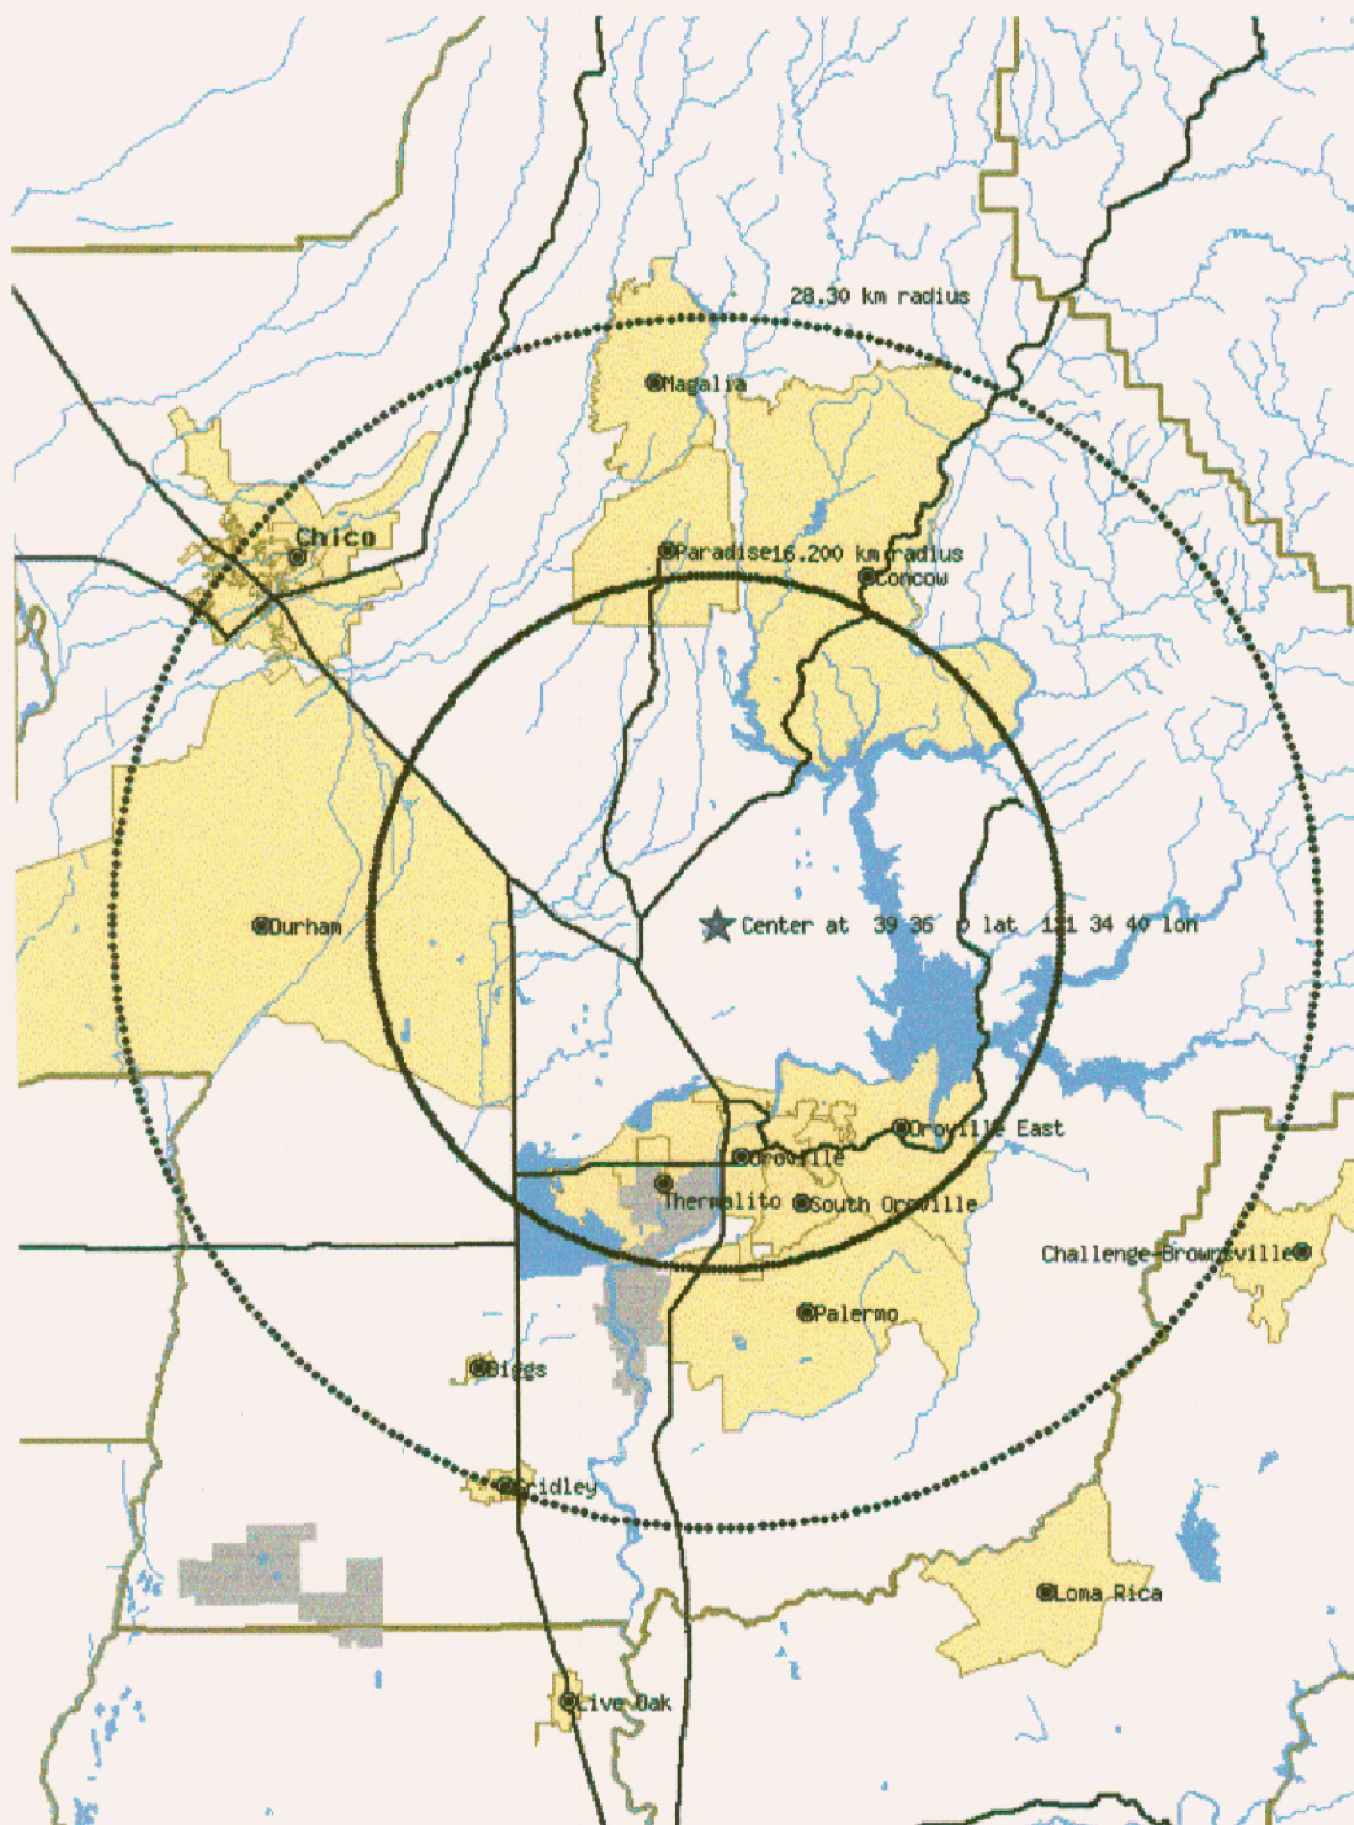 28.30 km radius
Magalia
Chico
Paradise 16.200 km radius
Concow
Durham
Center at 39 36 0 lat 121 34 40 lon
Oroville East
Oroville
Thermalito
South Oroville
Challenge-Brownsville
Palermo
Biggs
Gridley
Loma Rica
Live Oak